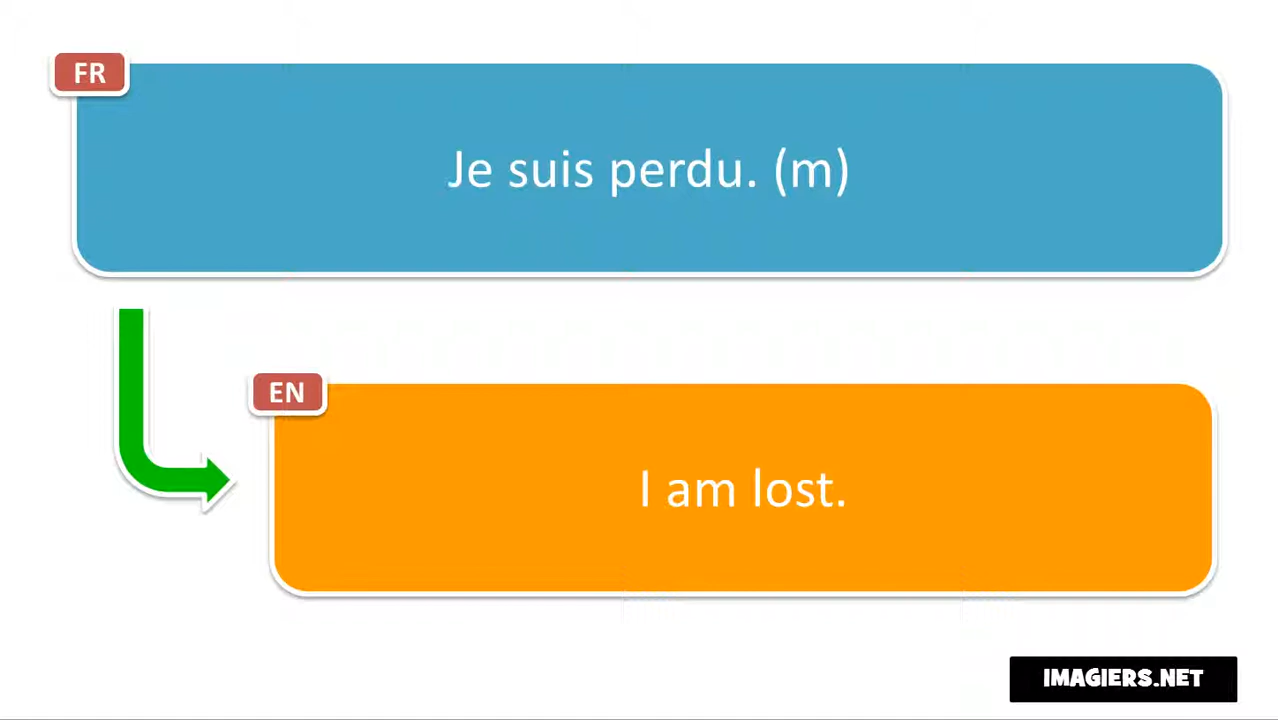 FR
Je suis perdu. (m)
EN
I am lost.
IMAGIERS.NET